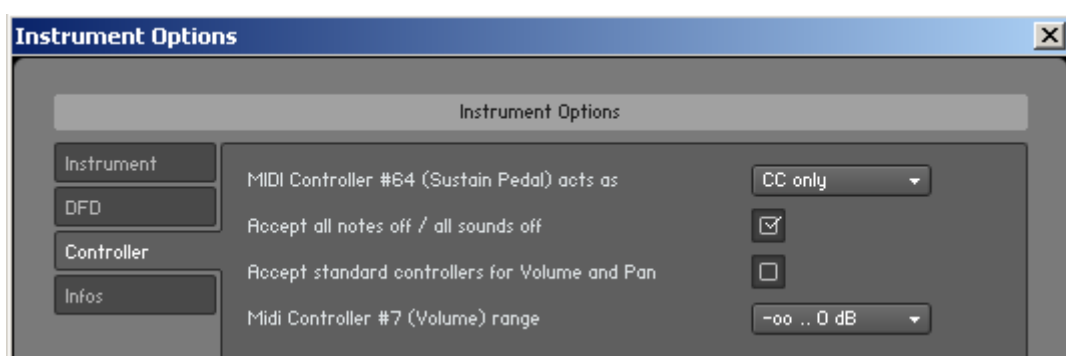 Instrument Options
Instrument Options
Instrument
DFD
Controller
Infos
MIDI Controller #64 (Sustain Pedal) acts as CC only
Accept all notes off / all sounds off
Accept standard controllers for Volume and Pan
Midi Controller #7 (Volume) range -oo .. 0 dB